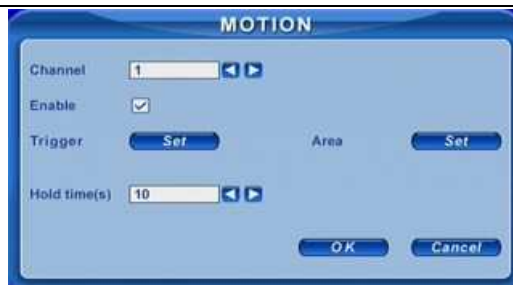 MOTION
Channel 1
Enable
Trigger Set Area Set
Hold time(s) 10
OK Cancel